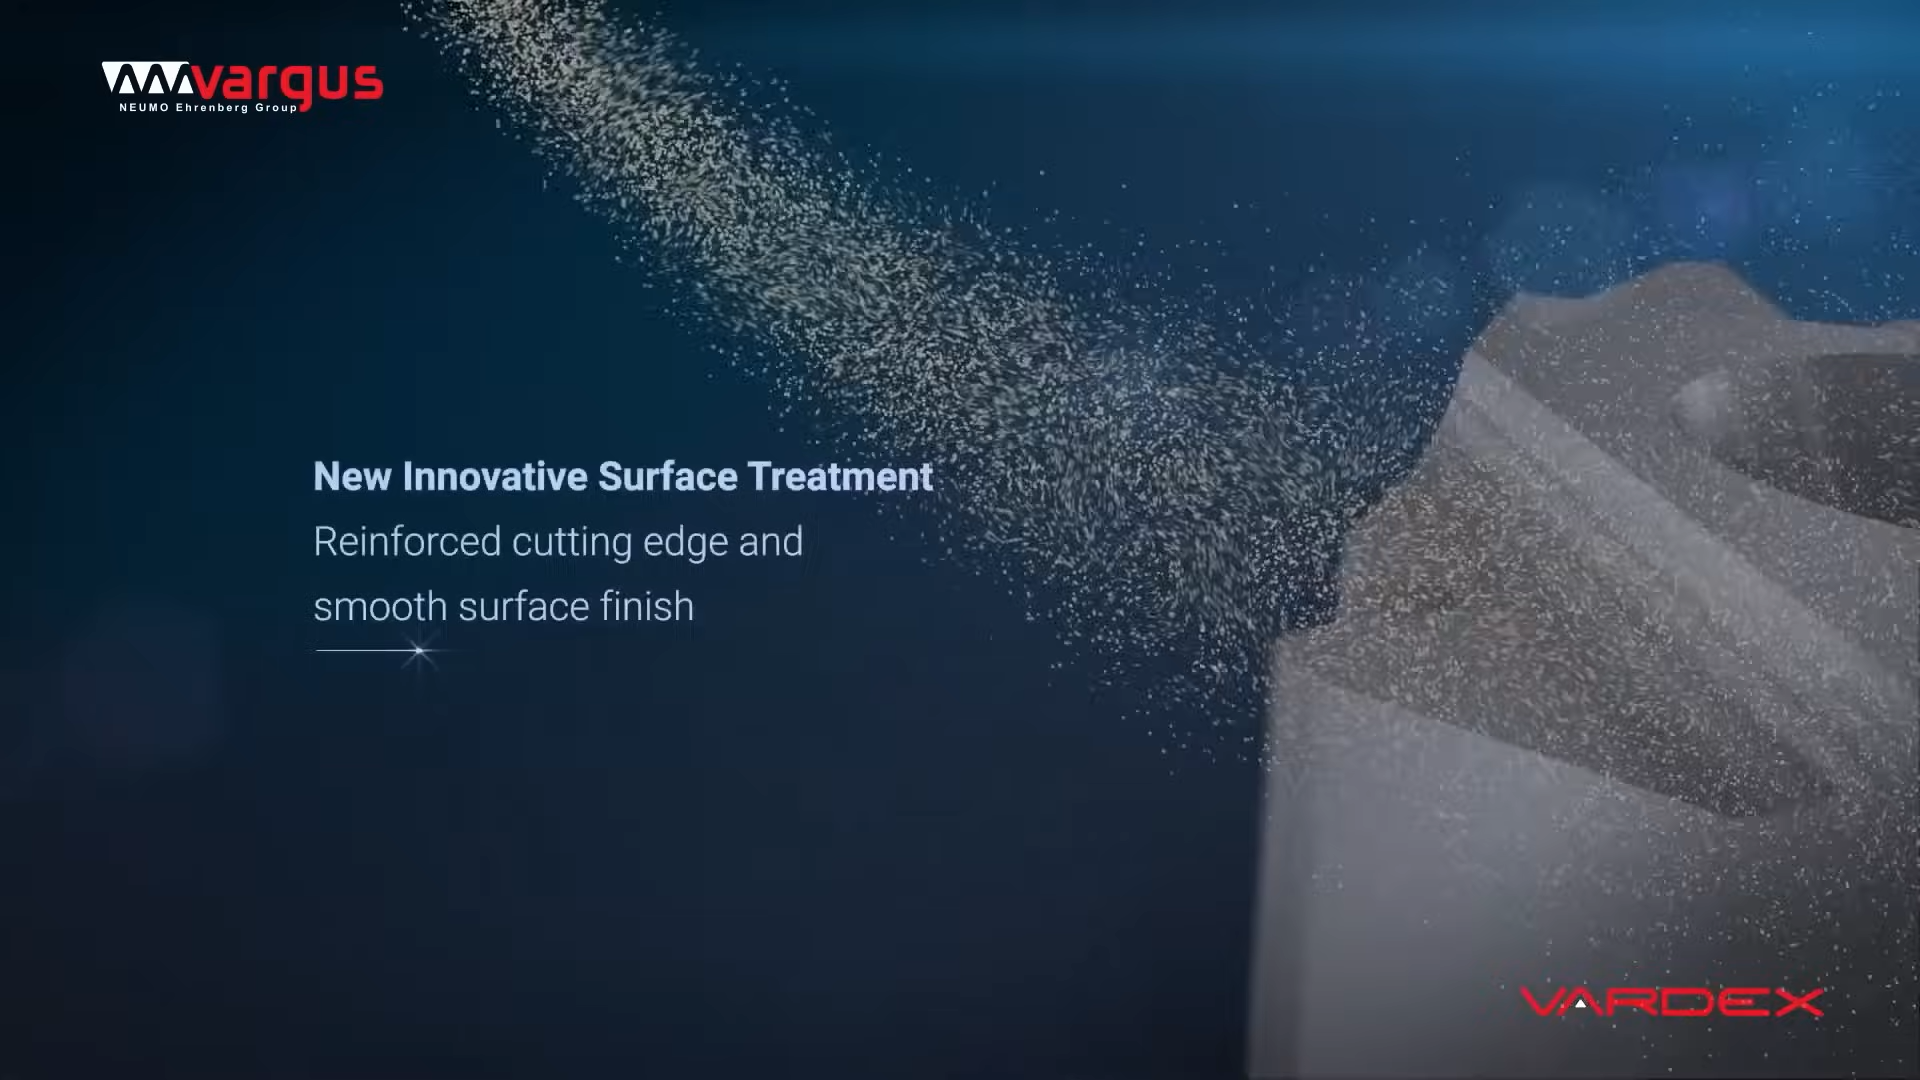 vargus
NEUMO Ehrenberg Group
New Innovative Surface Treatment
Reinforced cutting edge and
smooth surface finish
VARDEX